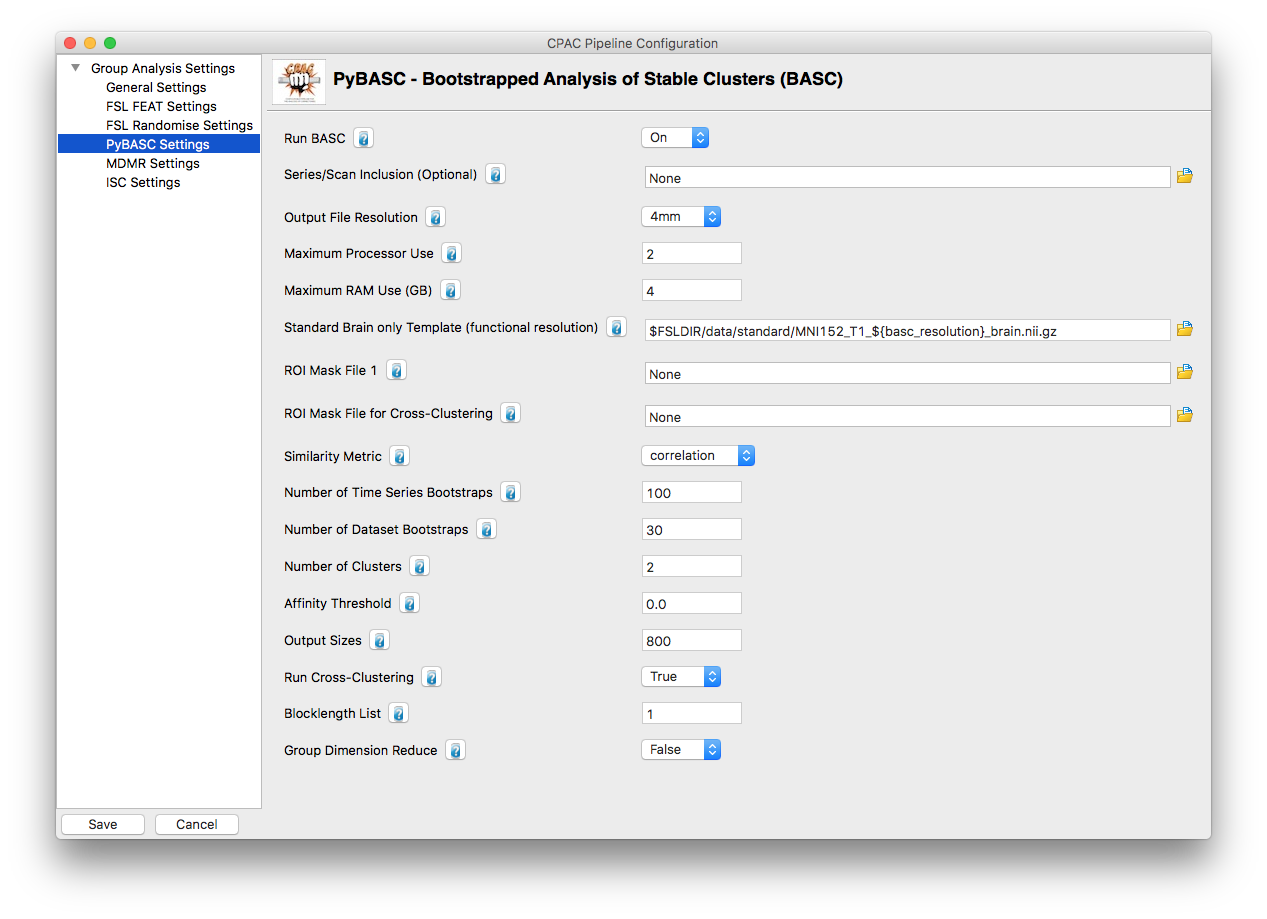 CPAC Pipeline Configuration
Group Analysis Settings
General Settings
FSL FEAT Settings
FSL Randomise Settings
PyBASC Settings
MDMR Settings
ISC Settings
CPAC
PyBASC - Bootstrapped Analysis of Stable Clusters (BASC)
Run BASC ? On
Series/Scan Inclusion (Optional) ? None
Output File Resolution ? 4mm
Maximum Processor Use ? 2
Maximum RAM Use (GB) ? 4
Standard Brain only Template (functional resolution) ? $FSLDIR/data/standard/MNI152_T1_${basc_resolution}_brain.nii.gz
ROI Mask File 1 ? None
ROI Mask File for Cross-Clustering ? None
Similarity Metric ? correlation
Number of Time Series Bootstraps ? 100
Number of Dataset Bootstraps ? 30
Number of Clusters ? 2
Affinity Threshold ? 0.0
Output Sizes ? 800
Run Cross-Clustering ? True
Blocklength List ? 1
Group Dimension Reduce ? False
Save Cancel